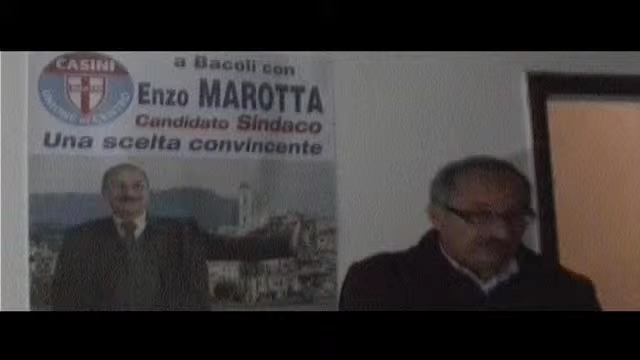 CASINI
a Bacoli con
Enzo MAROTTA
Candidato Sindaco
Una scelta convincente